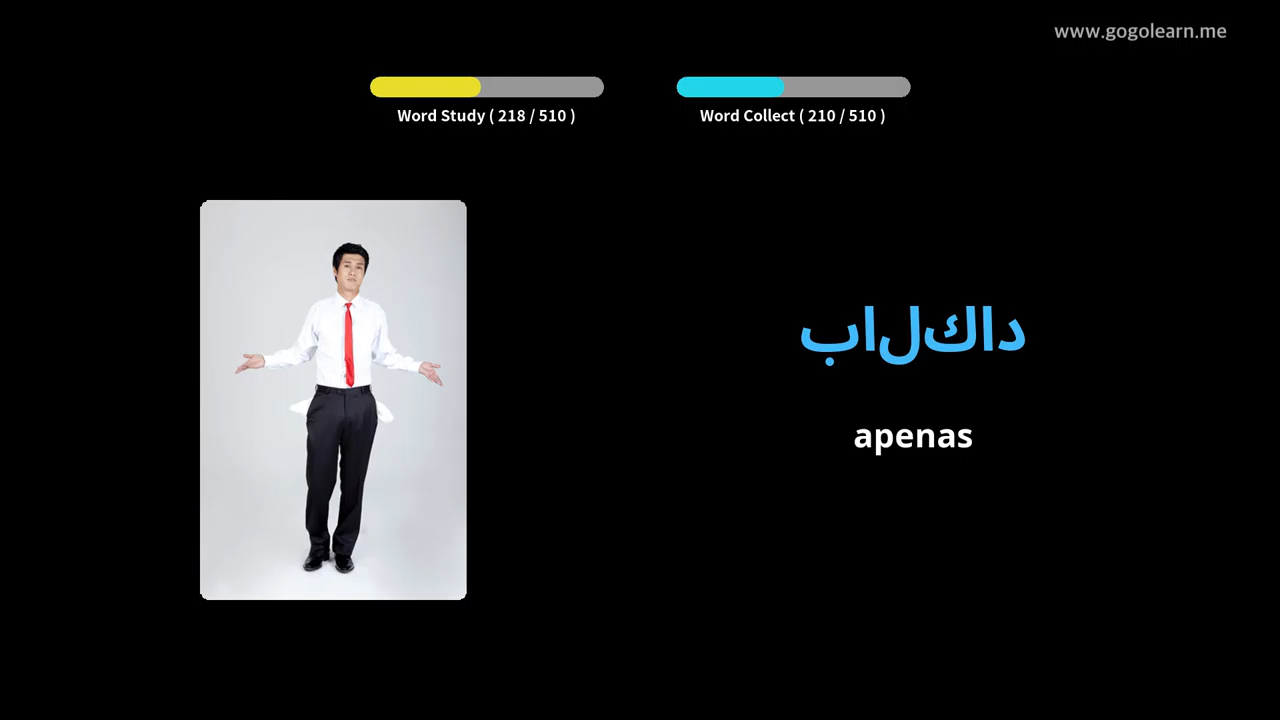 www.gogolearn.me
Word Study ( 218 / 510 )
Word Collect ( 210 / 510 )
داكلاب
apenas